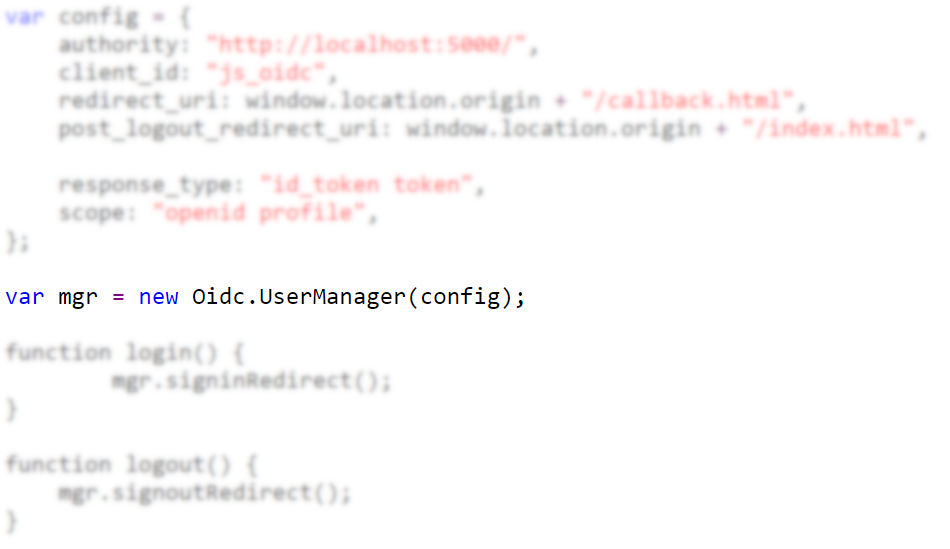 var config = {
authority: "http://localhost:5000/",
client_id: "js_oidc",
redirect_uri: window.location.origin + "/callback.html",
post_logout_redirect_uri: window.location.origin + "/index.html",
response_type: "id_token token",
scope: "openid profile",
};
var mgr = new Oidc.UserManager(config);
function login() {
mgr.signinRedirect();
}
function logout() {
mgr.signoutRedirect();
}